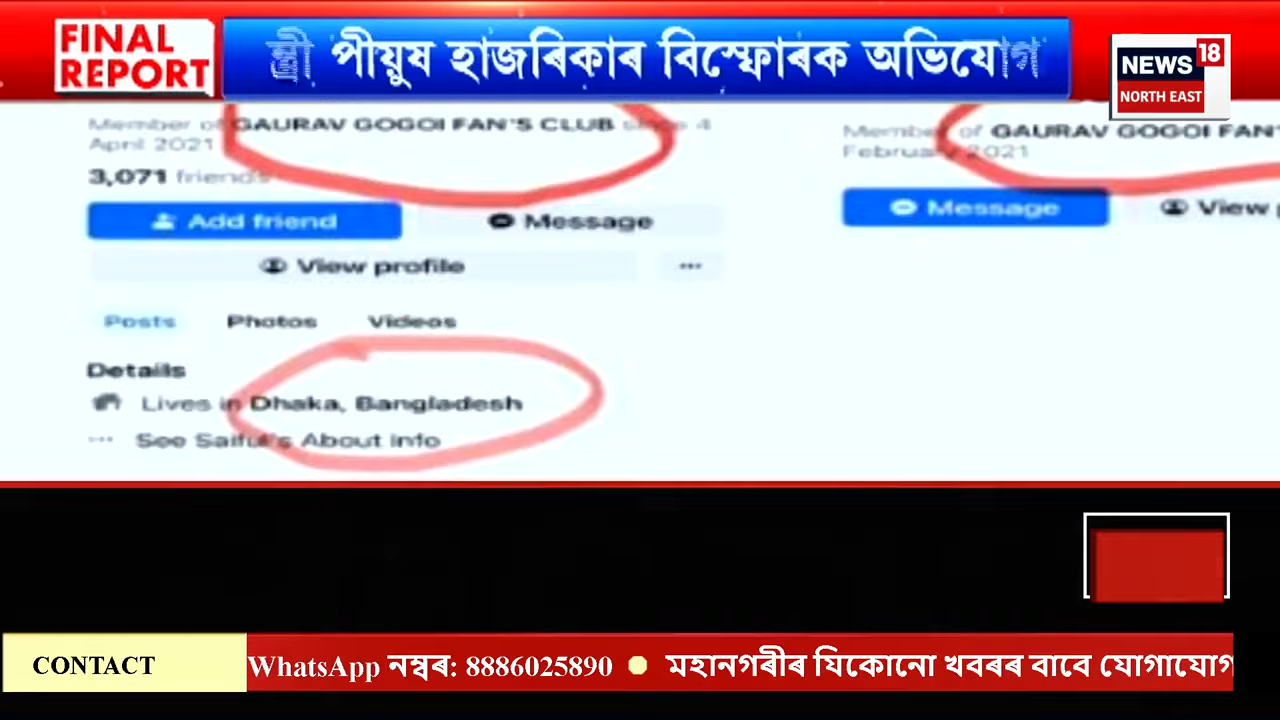 FINAL
REPORT
মন্ত্ৰী পীয়ুষ হাজৰিকাৰ বিস্ফোৰক অভিযোগ
NEWS 18
NORTH EAST
Member of GAURAV GOGOI FAN'S CLUB since 4
April 2021
3,071 friends
Add friend
Message
View profile
Posts Photos Videos
Details
Lives in Dhaka, Bangladesh
See Saiful's About info
Member of GAURAV GOGOI FAN'
February 2021
Message
View
CONTACT
WhatsApp নম্বৰ: 8886025890 ● মহানগৰীৰ যিকোনো খবৰৰ বাবে যোগাযোগ